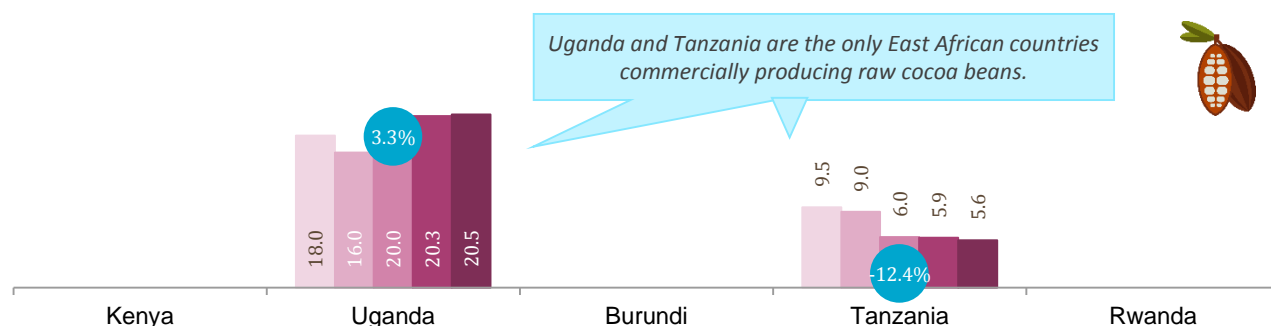 Uganda and Tanzania are the only East African countries
commercially producing raw cocoa beans.
3.3%
18.0
16.0
20.0
20.3
20.5
9.5
9.0
6.0
5.9
5.6
-12.4%
Kenya
Uganda
Burundi
Tanzania
Rwanda